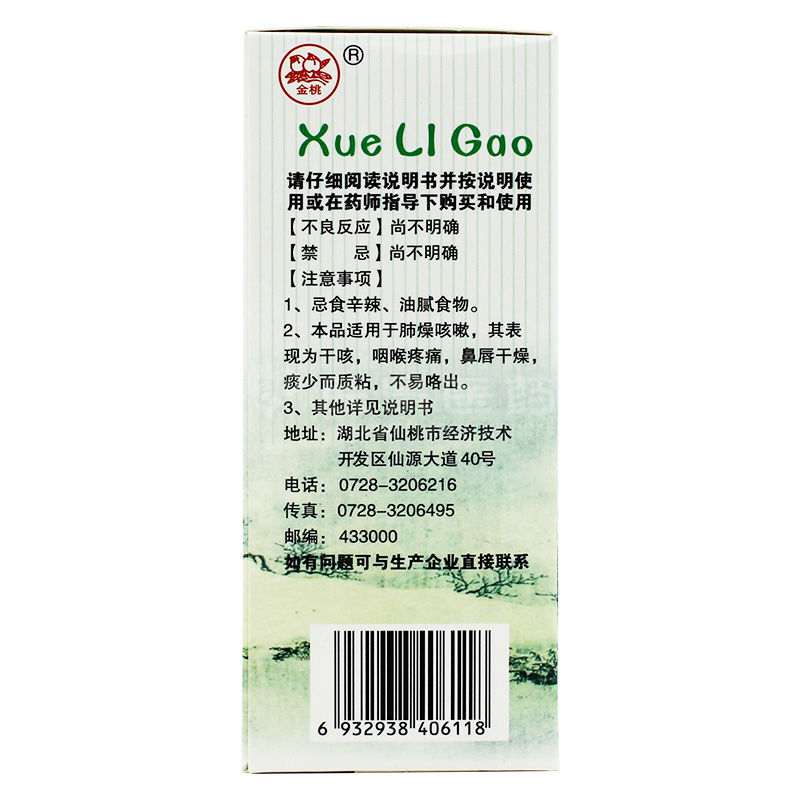 金桃
®
Xue LI Gao
请仔细阅读说明书并按说明使
用或在药师指导下购买和使用
【不良反应】尚不明确
【禁　　忌】尚不明确
【注意事项】
1、忌食辛辣、油腻食物。
2、本品适用于肺燥咳嗽，其表
现为干咳，咽喉疼痛，鼻唇干燥，
痰少而质粘，不易咯出。
3、其他详见说明书
地址：湖北省仙桃市经济技术
开发区仙源大道40号
电话：0728-3206216
传真：0728-3206495
邮编：433000
如有问题可与生产企业直接联系
6 932938 406118